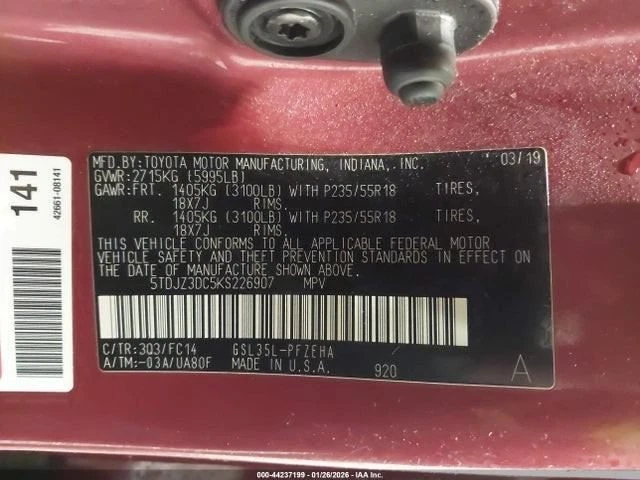 MFD.BY:TOYOTA MOTOR MANUFACTURING, INDIANA, INC. 03/19
GVWR:2715KG (5995LB)
GAWR:FRT. 1405KG (3100LB) WITH P235/55R18 TIRES,
18X7J RIMS,
RR. 1405KG (3100LB) WITH P235/55R18 TIRES,
18X7J RIMS.
THIS VEHICLE CONFORMS TO ALL APPLICABLE FEDERAL MOTOR
VEHICLE SAFETY AND THEFT PREVENTION STANDARDS IN EFFECT ON
THE DATE OF MANUFACTURE SHOWN ABOVE.
5TDJZ3DC5KS226907 MPV
C/TR:3Q3/FC14 GSL35L-PFZEHA
A/TM:-03A/UA80F MADE IN U.S.A. 920 A
141
42661-08141
000-44237199 | 01/26/2026 | IAA Inc.